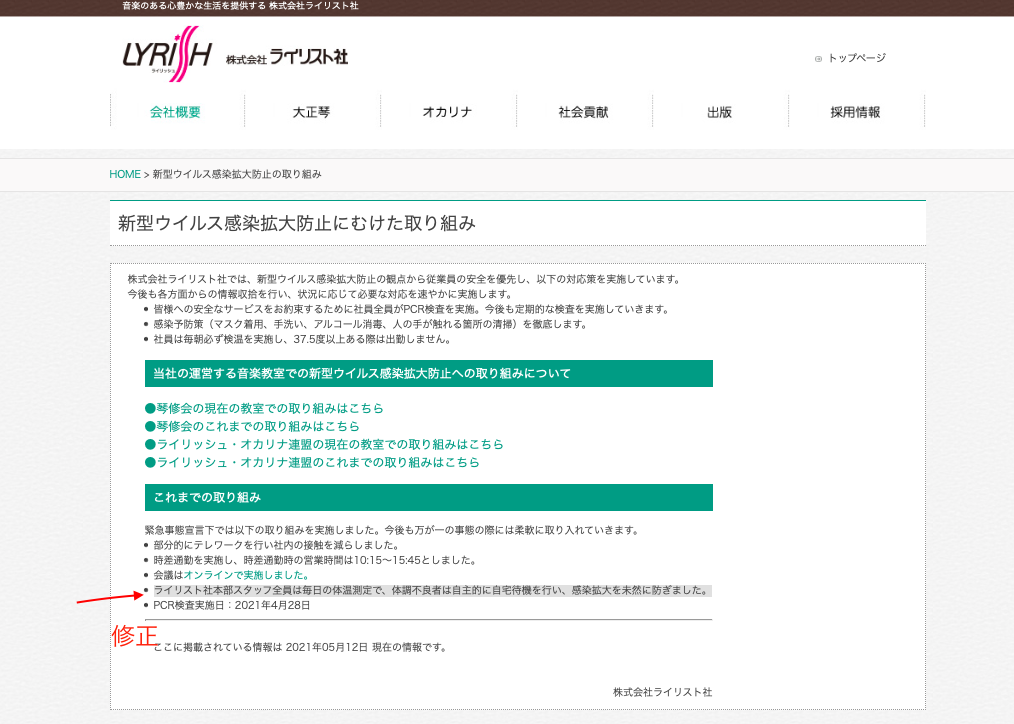 音楽のある心豊かな生活を提供する 株式会社ライリスト社
LYRISH
ライリッシュ
株式会社 ライリスト社
トップページ
会社概要
大正琴
オカリナ
社会貢献
出版
採用情報
HOME > 新型ウイルス感染拡大防止の取り組み
新型ウイルス感染拡大防止にむけた取り組み
株式会社ライリスト社では、新型ウイルス感染拡大防止の観点から従業員の安全を優先し、以下の対応策を実施しています。
今後も各方面からの情報収拾を行い、状況に応じて必要な対応を速やかに実施します。
● 皆様への安全なサービスをお約束するために社員全員がPCR検査を実施。今後も定期的な検査を実施していきます。
● 感染予防策（マスク着用、手洗い、アルコール消毒、人の手が触れる箇所の清掃）を徹底します。
● 社員は毎朝必ず検温を実施し、37.5度以上ある際は出勤しません。
当社の運営する音楽教室での新型ウイルス感染拡大防止への取り組みについて
●琴修会の現在の教室での取り組みはこちら
●琴修会のこれまでの取り組みはこちら
●ライリッシュ・オカリナ連盟の現在の教室での取り組みはこちら
●ライリッシュ・オカリナ連盟のこれまでの取り組みはこちら
これまでの取り組み
緊急事態宣言下では以下の取り組みを実施しました。今後も万が一の事態の際には柔軟に取り入れていきます。
● 部分的にテレワークを行い社内の接触を減らしました。
● 時差通勤を実施し、時差通勤時の営業時間は10:15〜15:45としました。
● 会議はオンラインで実施しました。
● ライリスト社本部スタッフ全員は毎日の体温測定で、体調不良者は自主的に自宅待機を行い、感染拡大を未然に防ぎました。
● PCR検査実施日：2021年4月28日
修正
ここに掲載されている情報は 2021年05月12日 現在の情報です。
株式会社ライリスト社